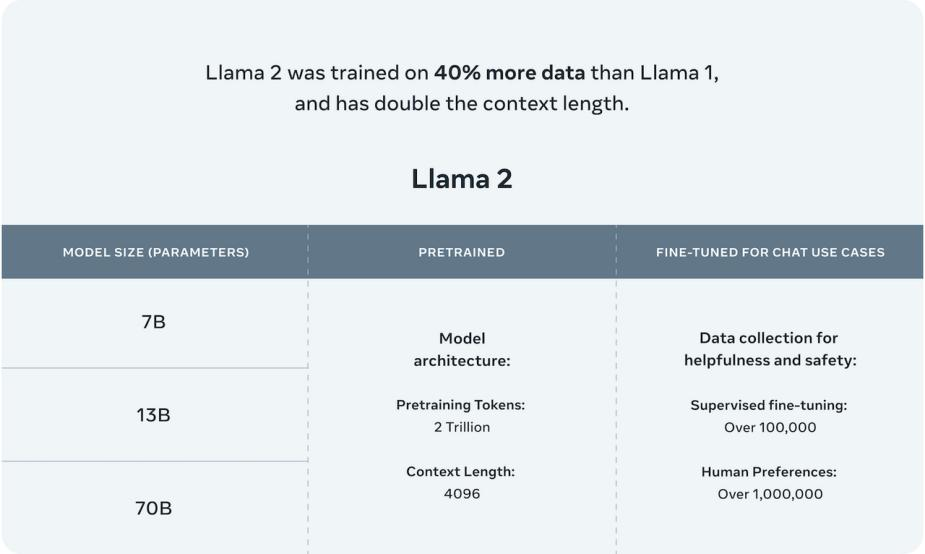 Llama 2 was trained on 40% more data than Llama 1,
and has double the context length.
Llama 2
MODEL SIZE (PARAMETERS)
PRETRAINED
FINE-TUNED FOR CHAT USE CASES
7B
13B
70B
Model
architecture:
Pretraining Tokens:
2 Trillion
Context Length:
4096
Data collection for
helpfulness and safety:
Supervised fine-tuning:
Over 100,000
Human Preferences:
Over 1,000,000